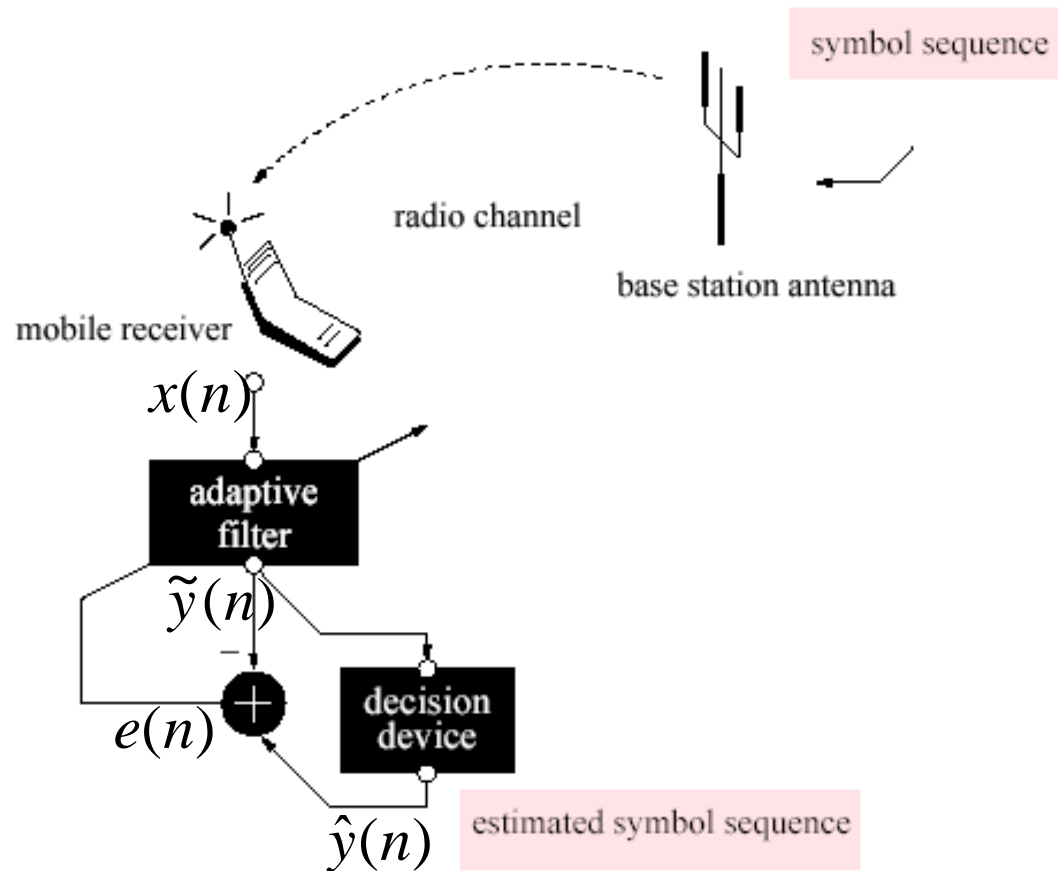 symbol sequence
radio channel
base station antenna
mobile receiver
x(n)
adaptive
filter
ỹ(n)
−
+
e(n)
decision
device
ŷ(n)
estimated symbol sequence